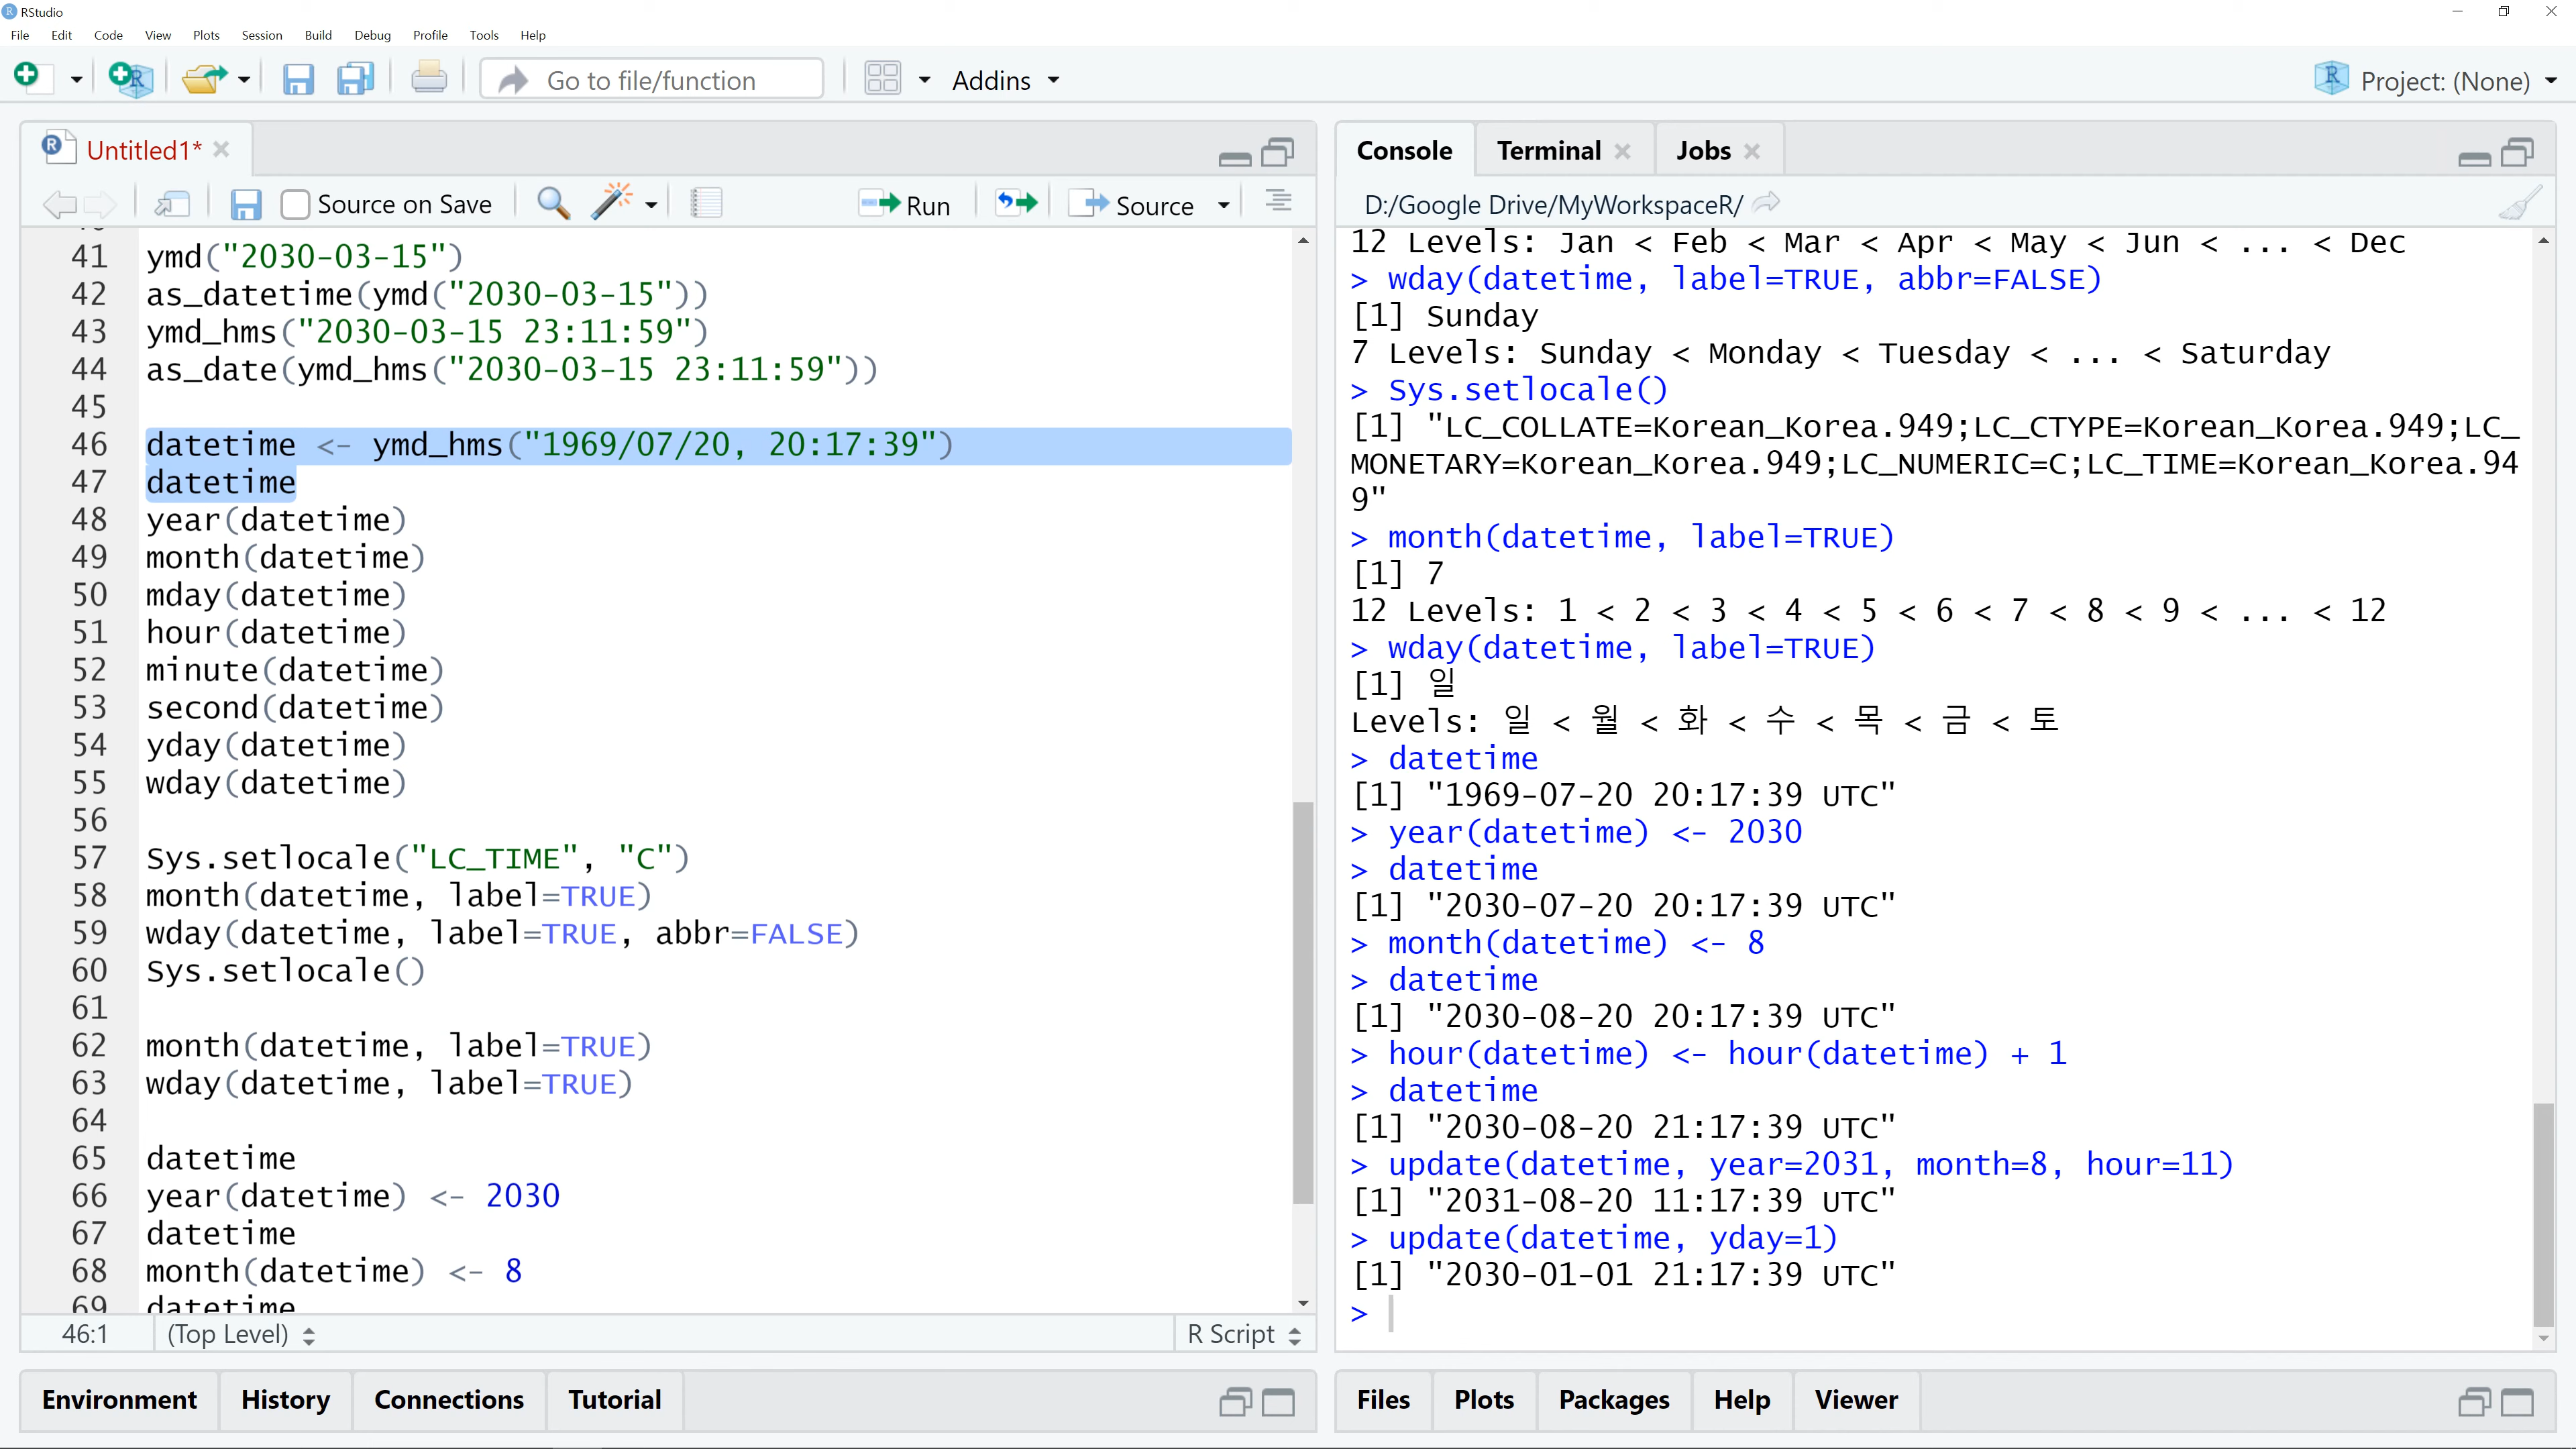 RStudio
File Edit Code View Plots Session Build Debug Profile Tools Help
Go to file/function Addins Project: (None)
Untitled1*
Source on Save Run Source
41 ymd("2030-03-15")
42 as_datetime(ymd("2030-03-15"))
43 ymd_hms("2030-03-15 23:11:59")
44 as_date(ymd_hms("2030-03-15 23:11:59"))
45
46 datetime <- ymd_hms("1969/07/20, 20:17:39")
47 datetime
48 year(datetime)
49 month(datetime)
50 mday(datetime)
51 hour(datetime)
52 minute(datetime)
53 second(datetime)
54 yday(datetime)
55 wday(datetime)
56
57 Sys.setlocale("LC_TIME", "C")
58 month(datetime, label=TRUE)
59 wday(datetime, label=TRUE, abbr=FALSE)
60 Sys.setlocale()
61
62 month(datetime, label=TRUE)
63 wday(datetime, label=TRUE)
64
65 datetime
66 year(datetime) <- 2030
67 datetime
68 month(datetime) <- 8
69 datetime
46:1 (Top Level) R Script
Environment History Connections Tutorial
Console Terminal Jobs
D:/Google Drive/MyWorkspaceR/
12 Levels: Jan < Feb < Mar < Apr < May < Jun < ... < Dec
> wday(datetime, label=TRUE, abbr=FALSE)
[1] Sunday
7 Levels: Sunday < Monday < Tuesday < ... < Saturday
> Sys.setlocale()
[1] "LC_COLLATE=Korean_Korea.949;LC_CTYPE=Korean_Korea.949;LC_
MONETARY=Korean_Korea.949;LC_NUMERIC=C;LC_TIME=Korean_Korea.94
9"
> month(datetime, label=TRUE)
[1] 7
12 Levels: 1 < 2 < 3 < 4 < 5 < 6 < 7 < 8 < 9 < ... < 12
> wday(datetime, label=TRUE)
[1] 일
Levels: 일 < 월 < 화 < 수 < 목 < 금 < 토
> datetime
[1] "1969-07-20 20:17:39 UTC"
> year(datetime) <- 2030
> datetime
[1] "2030-07-20 20:17:39 UTC"
> month(datetime) <- 8
> datetime
[1] "2030-08-20 20:17:39 UTC"
> hour(datetime) <- hour(datetime) + 1
> datetime
[1] "2030-08-20 21:17:39 UTC"
> update(datetime, year=2031, month=8, hour=11)
[1] "2031-08-20 11:17:39 UTC"
> update(datetime, yday=1)
[1] "2030-01-01 21:17:39 UTC"
>
Files Plots Packages Help Viewer